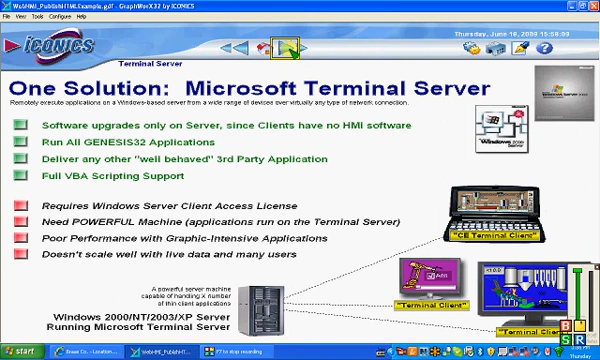 WebHMI_PublishHTMLExample.gdf - GraphWorX32 by ICONICS
File View Tools Configure Help
ICONICS
Thursday, June 18, 2009 15:59:03
Terminal Server
One Solution: Microsoft Terminal Server
Remotely execute applications on a Windows-based server from a wide range of devices over virtually any type of network connection.
Software upgrades only on Server, since Clients have no HMI software
Run All GENESIS32 Applications
Deliver any other "well behaved" 3rd Party Application
Full VBA Scripting Support
Requires Windows Server Client Access License
Need POWERFUL Machine (applications run on the Terminal Server)
Poor Performance with Graphic-Intensive Applications
Doesn't scale well with live data and many users
"CE Terminal Client"
"Terminal Client"
"Terminal Client"
A powerful server machine
capable of handling X number
of thin client applications
Windows 2000/NT/2003/XP Server
Running Microsoft Terminal Server
B
S R
start
WebHMI_PublishHT...
F7 to stop recording
Thursday